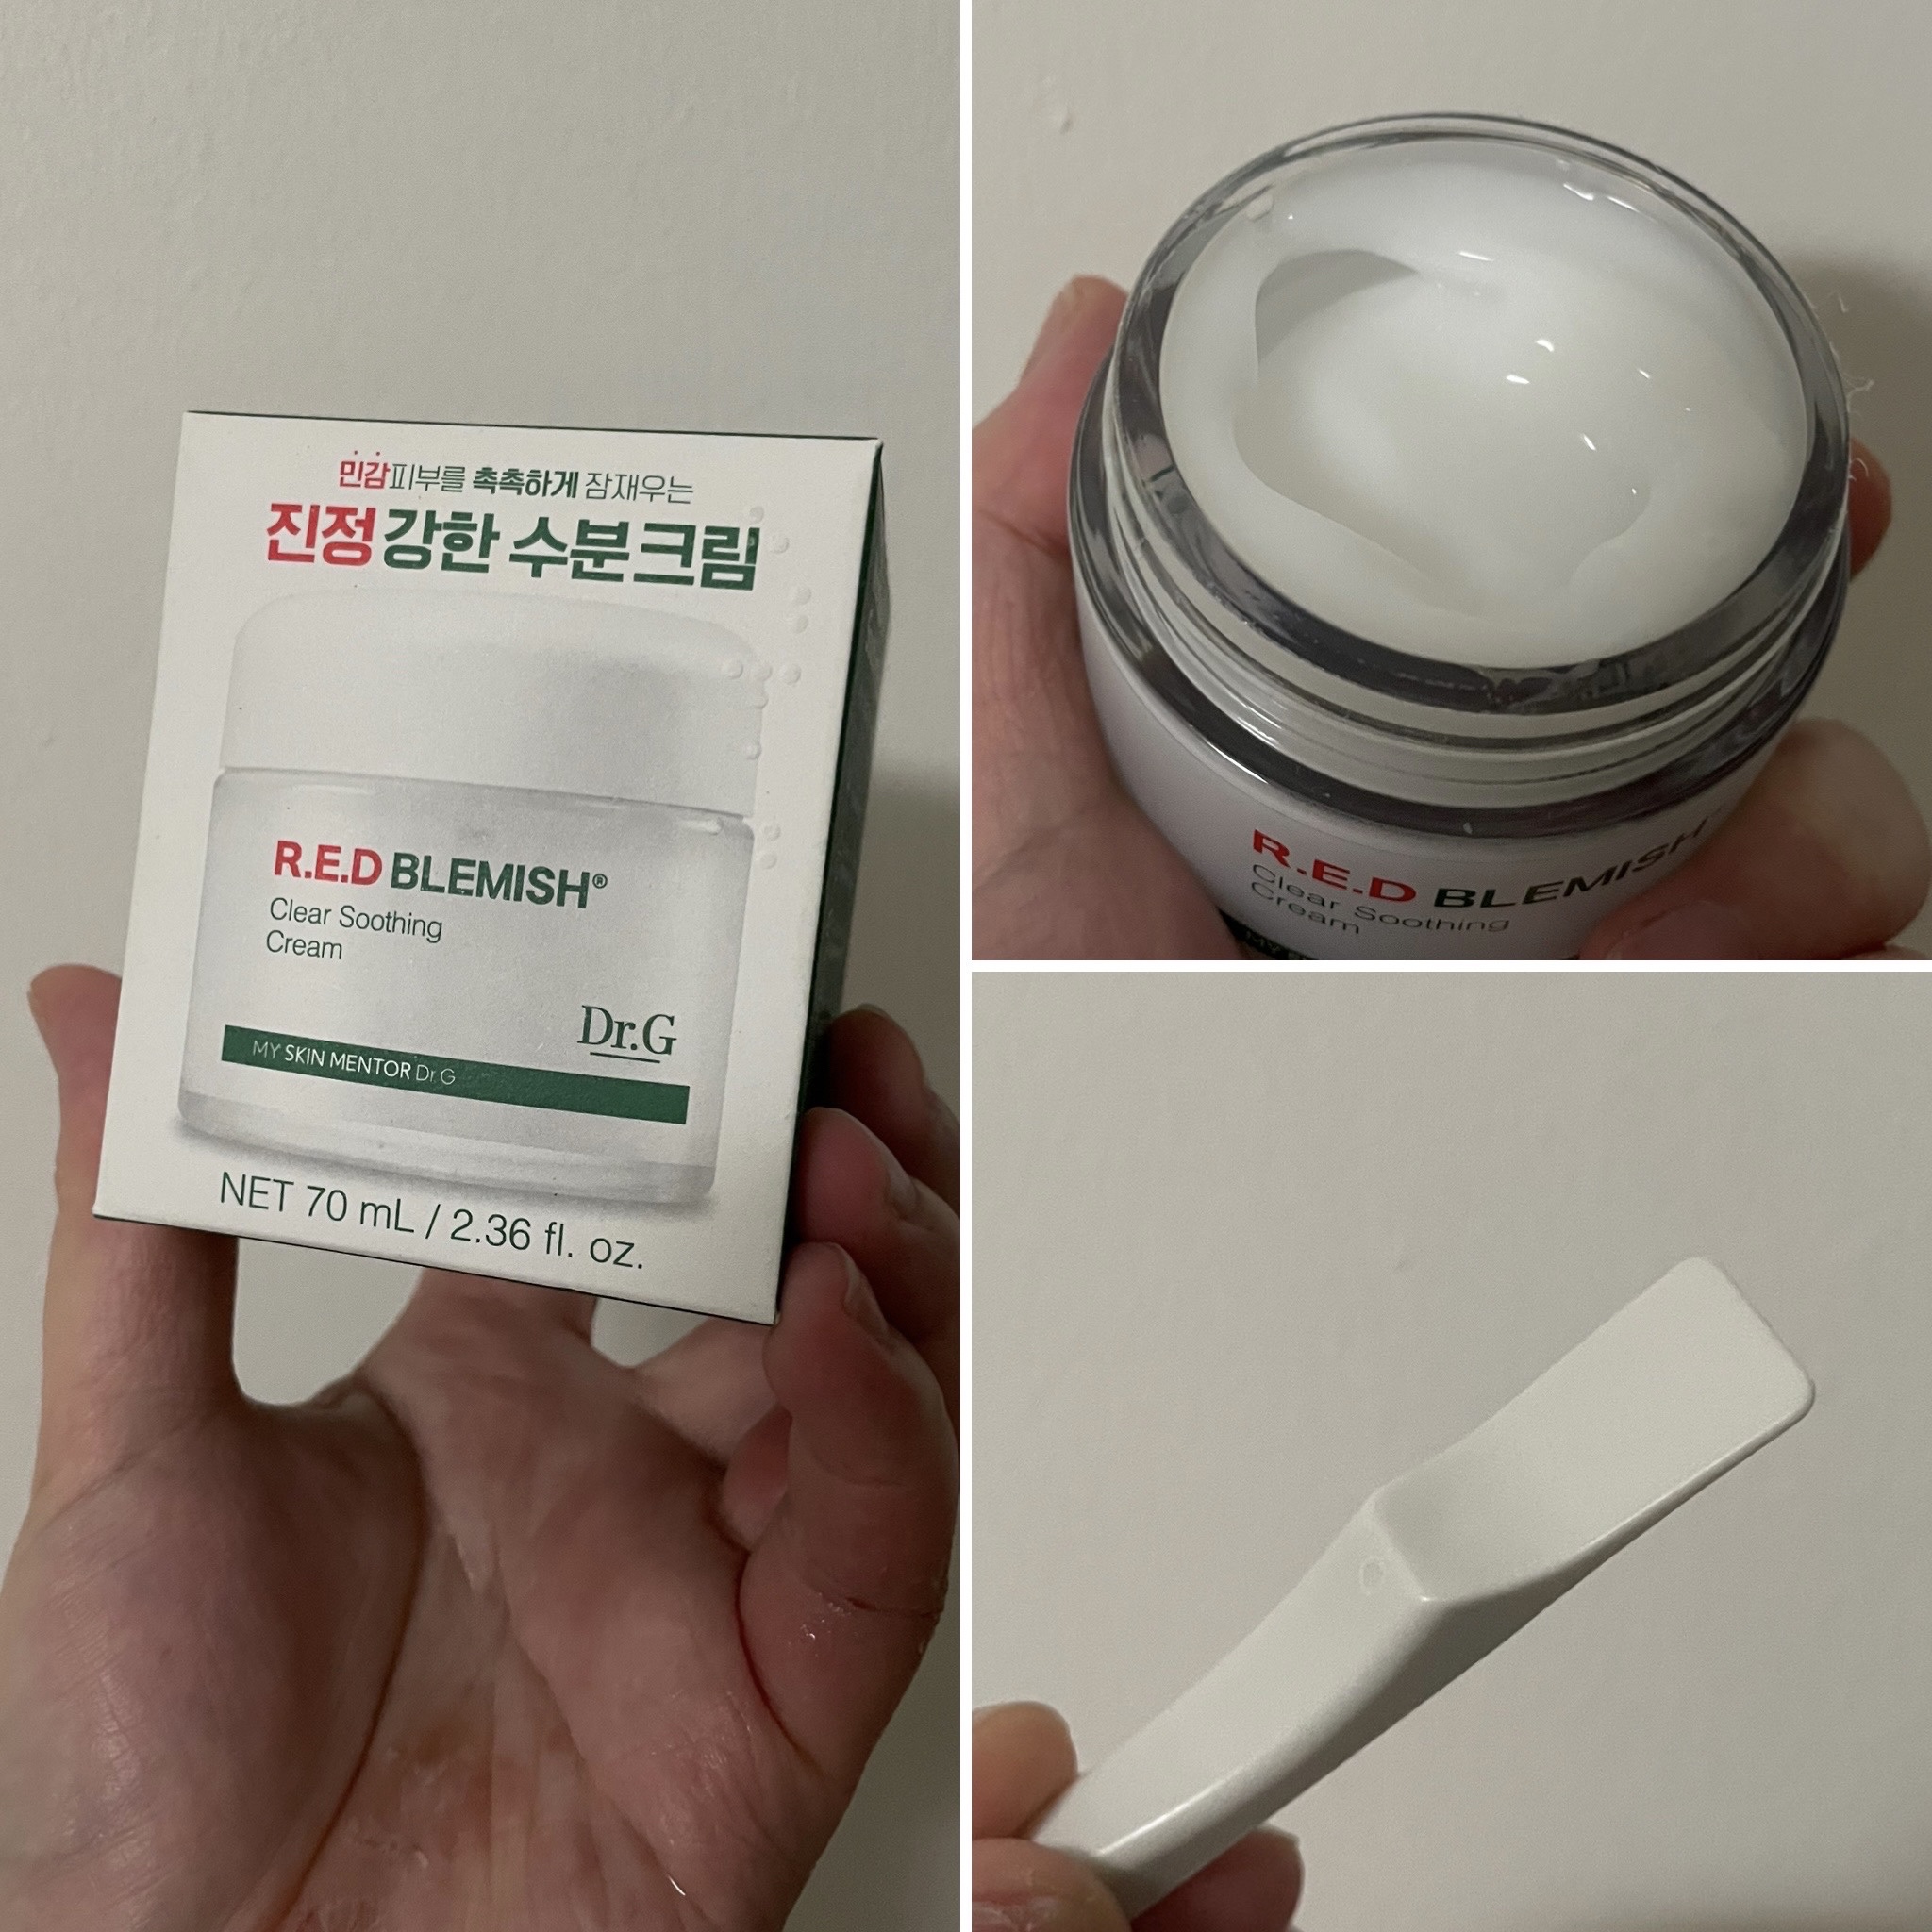 민감피부를 촉촉하게 잠재우는
진정 강한 수분크림
R.E.D BLEMISH®
Clear Soothing
Cream
Dr.G
MY SKIN MENTOR Dr.G
NET 70 mL / 2.36 fl. oz.
R.E.D BLEMISH
Clear Soothing
Cream
MY